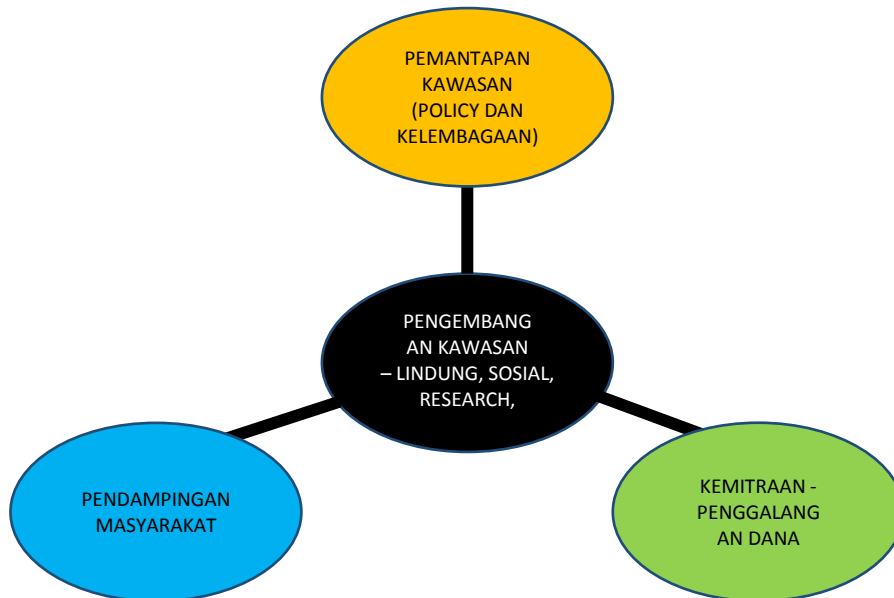 PEMANTAPAN
KAWASAN
(POLICY DAN
KELEMBAGAAN)
PENGEMBANG
AN KAWASAN
– LINDUNG, SOSIAL,
RESEARCH,
PENDAMPINGAN
MASYARAKAT
KEMITRAAN -
PENGGALANG
AN DANA